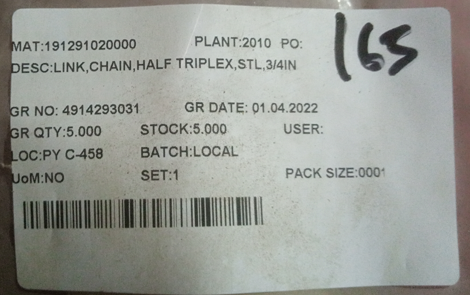 MAT:191291020000 PLANT:2010 PO:
163
DESC:LINK,CHAIN,HALF TRIPLEX,STL,3/4IN
GR NO: 4914293031 GR DATE: 01.04.2022
GR QTY:5.000 STOCK:5.000 USER:
LOC:PY C-458 BATCH:LOCAL
UoM:NO SET:1 PACK SIZE:0001